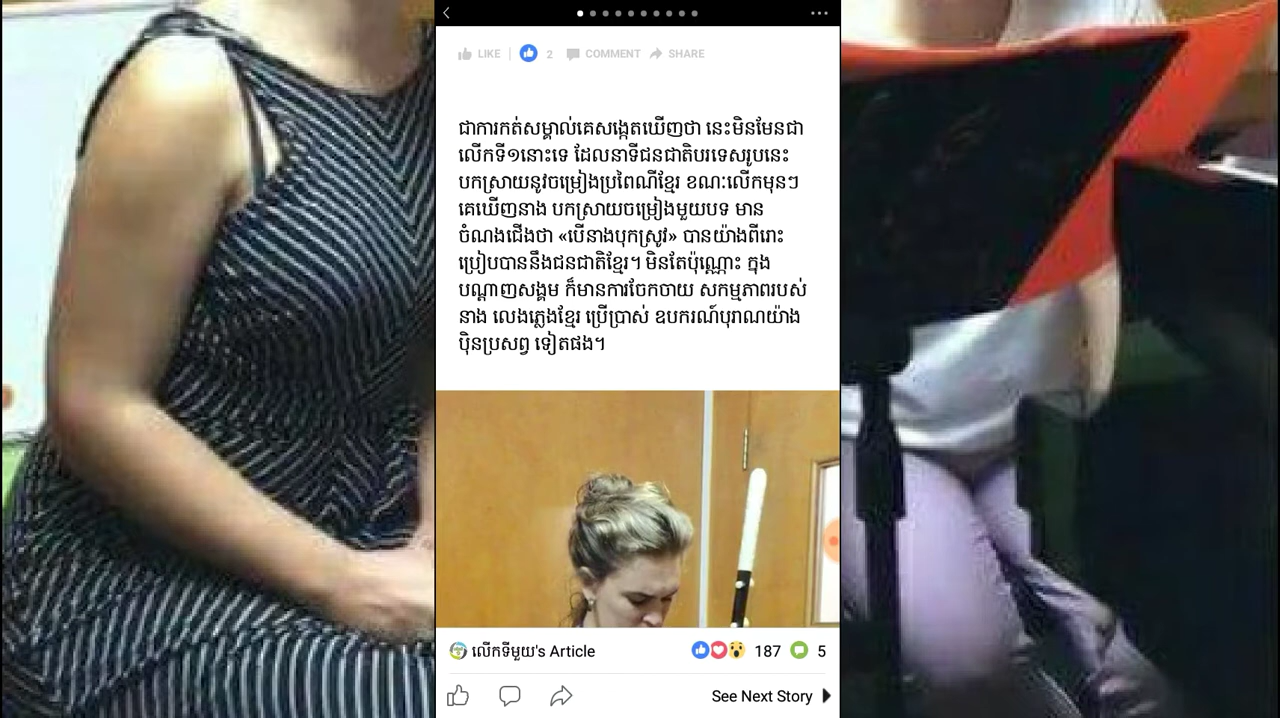 LIKE 2 COMMENT SHARE
ជាការកត់សម្គាល់គេសង្កេតឃើញថា នេះមិនមែនជា
លើកទី១នោះទេ ដែលនាទីជនជាតិបរទេសរូបនេះ
បកស្រាយនូវចម្រៀងប្រពៃណីខ្មែរ ខណៈលើកមុនៗ
គេឃើញនាង បកស្រាយចម្រៀងមួយបទ មាន
ចំណងជើងថា «បើនាងបុកស្រូវ» បានយ៉ាងពីរោះ
ប្រៀបបាននឹងជនជាតិខ្មែរ។ មិនតែប៉ុណ្ណោះ ក្នុង
បណ្តាញសង្គម ក៏មានការចែកចាយ សកម្មភាពរបស់
នាង លេងភ្លេងខ្មែរ ប្រើប្រាស់ ឧបករណ៍បុរាណយ៉ាង
ប៉ិនប្រសព្វ ទៀតផង។
លើកទីមួយ's Article 187 5
See Next Story